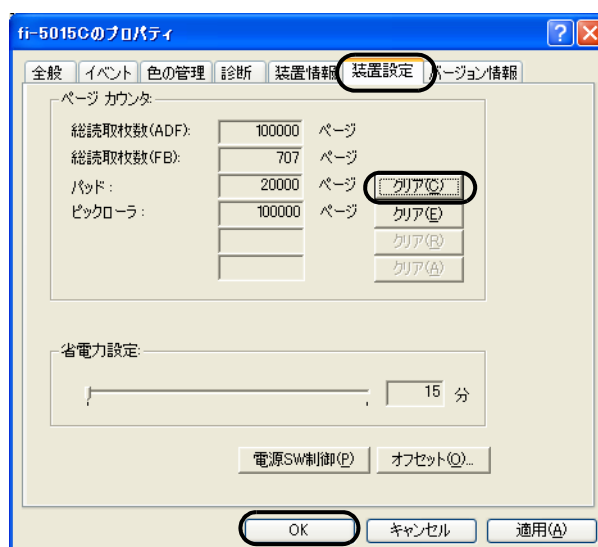 fi-5015Cのプロパティ
全般 イベント 色の管理 診断 装置情報 装置設定 バージョン情報
ページ カウンタ:
総読取枚数(ADF): 100000 ページ
総読取枚数(FB): 707 ページ
パッド: 20000 ページ クリア(C)
ピックローラ: 100000 ページ クリア(E)
クリア(R)
クリア(A)
省電力設定:
15 分
電源SW制御(P) オフセット(O)...
OK キャンセル 適用(A)